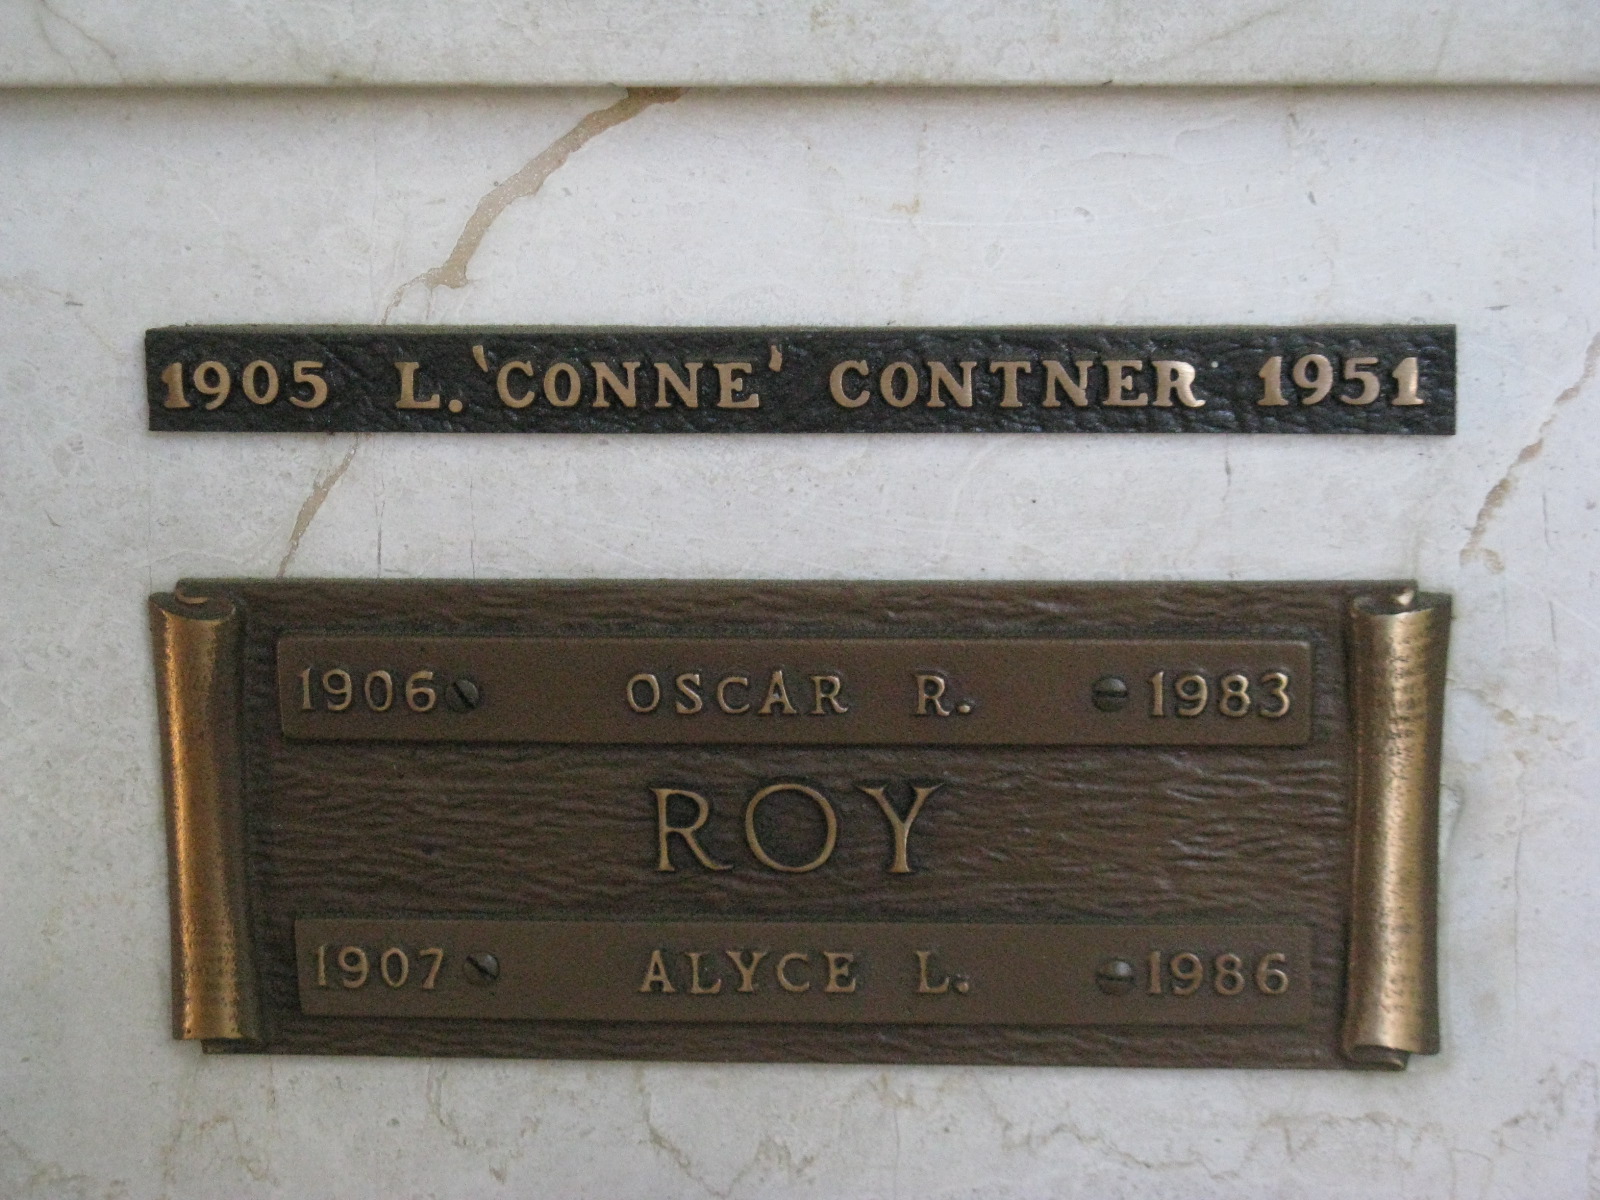 1905 L. 'CONNE' CONTNER 1951
1906 OSCAR R. 1983
ROY
1907 ALYCE L. 1986